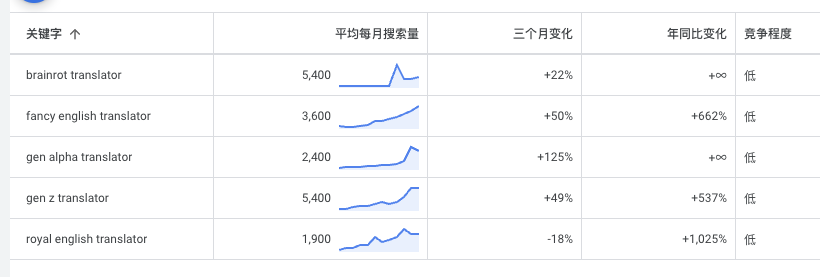 关键字 ↑ 平均每月搜索量 三个月变化 年同比变化 竞争程度
brainrot translator 5,400 +22% +∞ 低
fancy english translator 3,600 +50% +662% 低
gen alpha translator 2,400 +125% +∞ 低
gen z translator 5,400 +49% +537% 低
royal english translator 1,900 -18% +1,025% 低